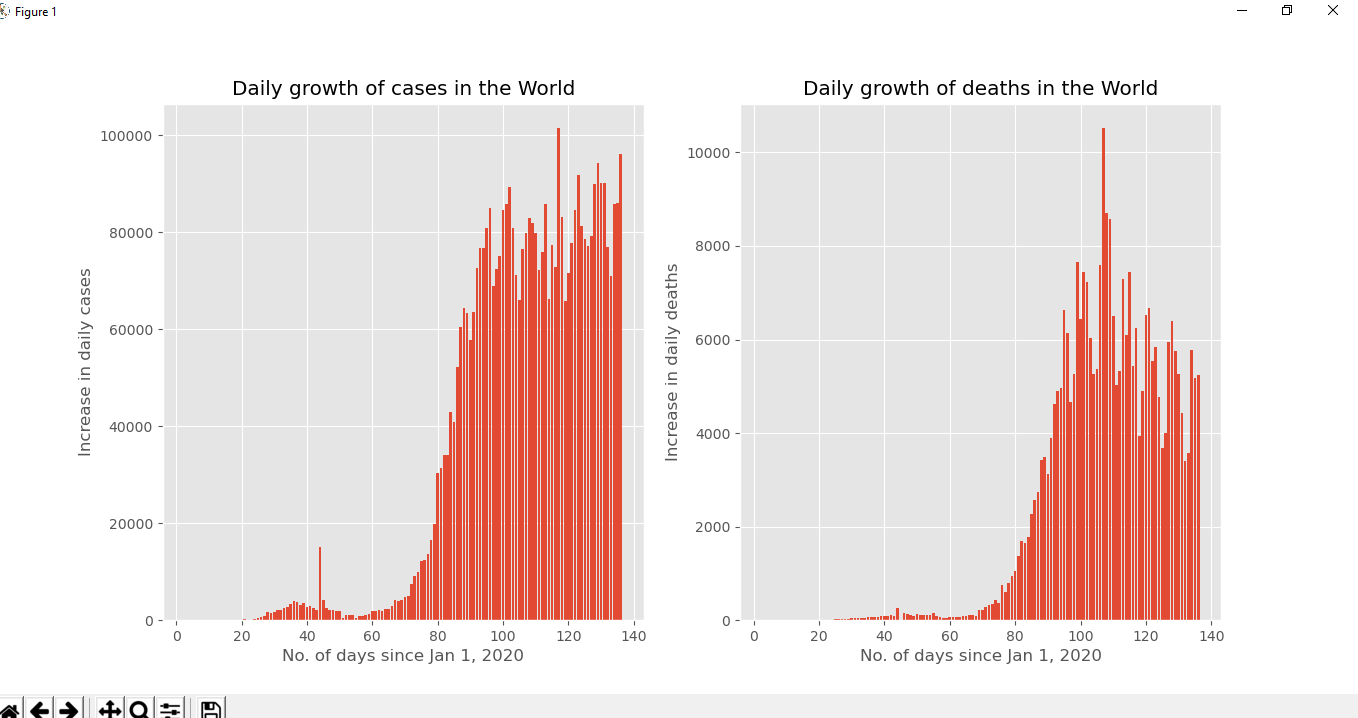 Figure 1
Daily growth of cases in the World
100000
80000
60000
40000
20000
0
Increase in daily cases
0 20 40 60 80 100 120 140
No. of days since Jan 1, 2020
Daily growth of deaths in the World
10000
8000
6000
4000
2000
0
Increase in daily deaths
0 20 40 60 80 100 120 140
No. of days since Jan 1, 2020